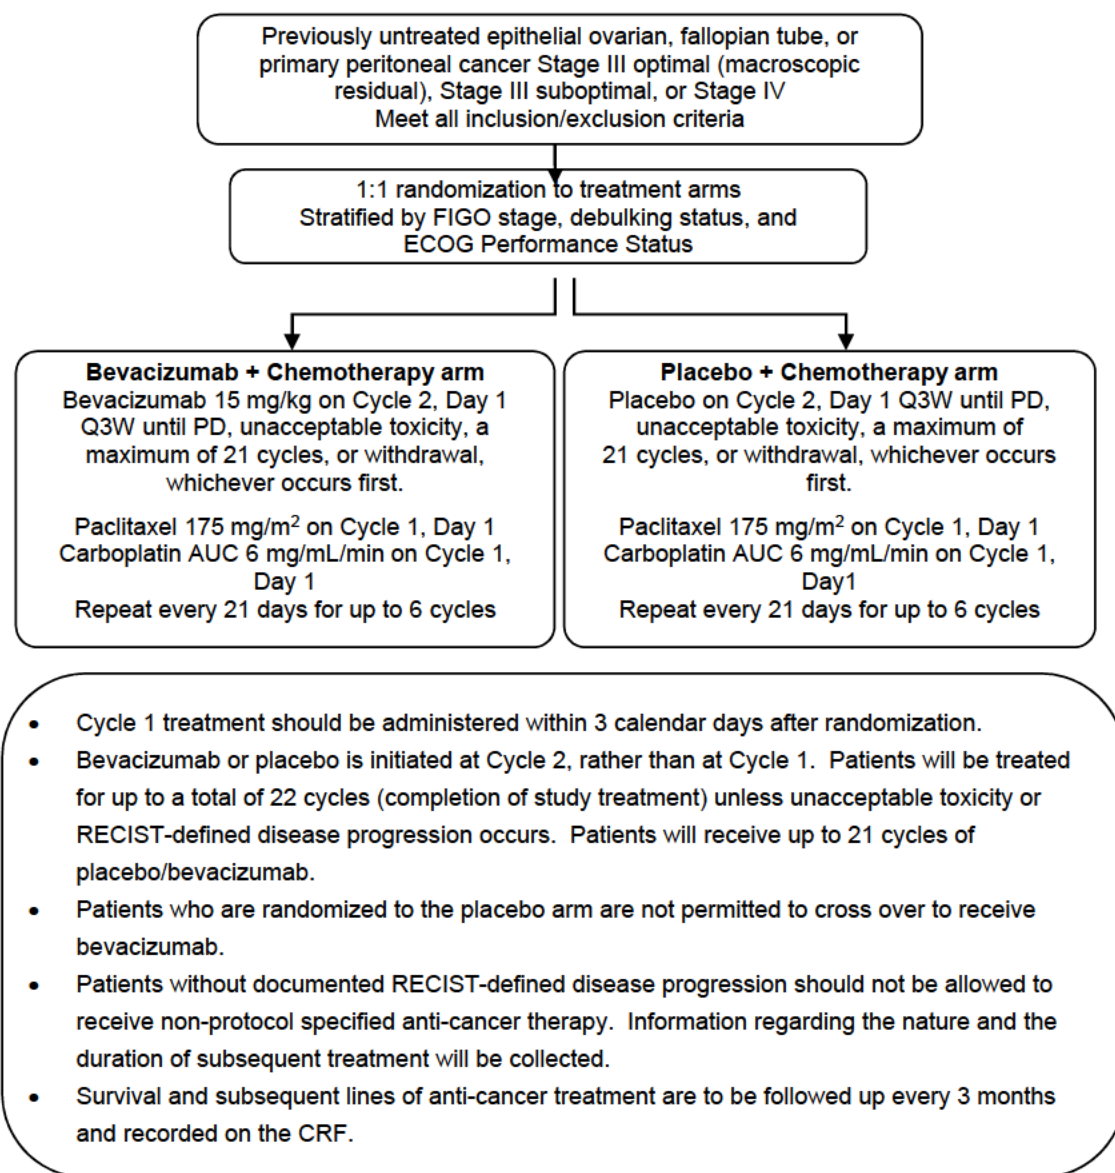 Previously untreated epithelial ovarian, fallopian tube, or
primary peritoneal cancer Stage III optimal (macroscopic
residual), Stage III suboptimal, or Stage IV
Meet all inclusion/exclusion criteria
1:1 randomization to treatment arms
Stratified by FIGO stage, debulking status, and
ECOG Performance Status
Bevacizumab + Chemotherapy arm
Bevacizumab 15 mg/kg on Cycle 2, Day 1
Q3W until PD, unacceptable toxicity, a
maximum of 21 cycles, or withdrawal,
whichever occurs first.
Paclitaxel 175 mg/m² on Cycle 1, Day 1
Carboplatin AUC 6 mg/mL/min on Cycle 1,
Day 1
Repeat every 21 days for up to 6 cycles
Placebo + Chemotherapy arm
Placebo on Cycle 2, Day 1 Q3W until PD,
unacceptable toxicity, a maximum of
21 cycles, or withdrawal, whichever occurs
first.
Paclitaxel 175 mg/m² on Cycle 1, Day 1
Carboplatin AUC 6 mg/mL/min on Cycle 1,
Day1
Repeat every 21 days for up to 6 cycles
• Cycle 1 treatment should be administered within 3 calendar days after randomization.
• Bevacizumab or placebo is initiated at Cycle 2, rather than at Cycle 1. Patients will be treated
for up to a total of 22 cycles (completion of study treatment) unless unacceptable toxicity or
RECIST-defined disease progression occurs. Patients will receive up to 21 cycles of
placebo/bevacizumab.
• Patients who are randomized to the placebo arm are not permitted to cross over to receive
bevacizumab.
• Patients without documented RECIST-defined disease progression should not be allowed to
receive non-protocol specified anti-cancer therapy. Information regarding the nature and the
duration of subsequent treatment will be collected.
• Survival and subsequent lines of anti-cancer treatment are to be followed up every 3 months
and recorded on the CRF.